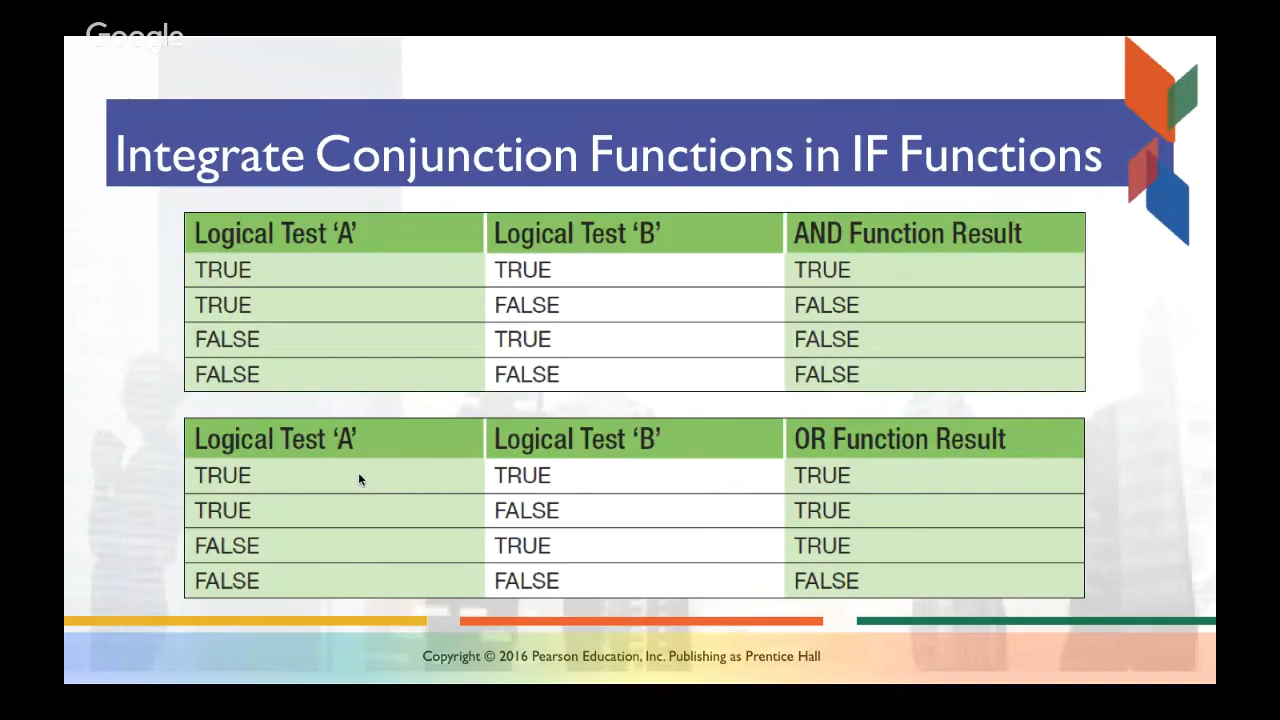 Google
Integrate Conjunction Functions in IF Functions
Logical Test ‘A’ Logical Test ‘B’ AND Function Result
TRUE TRUE TRUE
TRUE FALSE FALSE
FALSE TRUE FALSE
FALSE FALSE FALSE
Logical Test ‘A’ Logical Test ‘B’ OR Function Result
TRUE TRUE TRUE
TRUE FALSE TRUE
FALSE TRUE TRUE
FALSE FALSE FALSE
Copyright © 2016 Pearson Education, Inc. Publishing as Prentice Hall